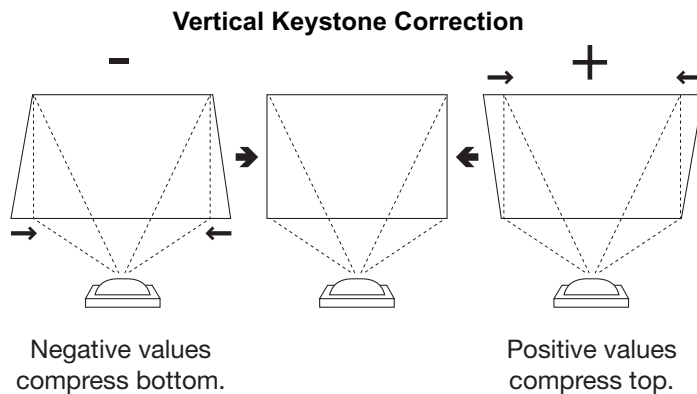 Vertical Keystone Correction
-
+
Negative values
compress bottom.
Positive values
compress top.